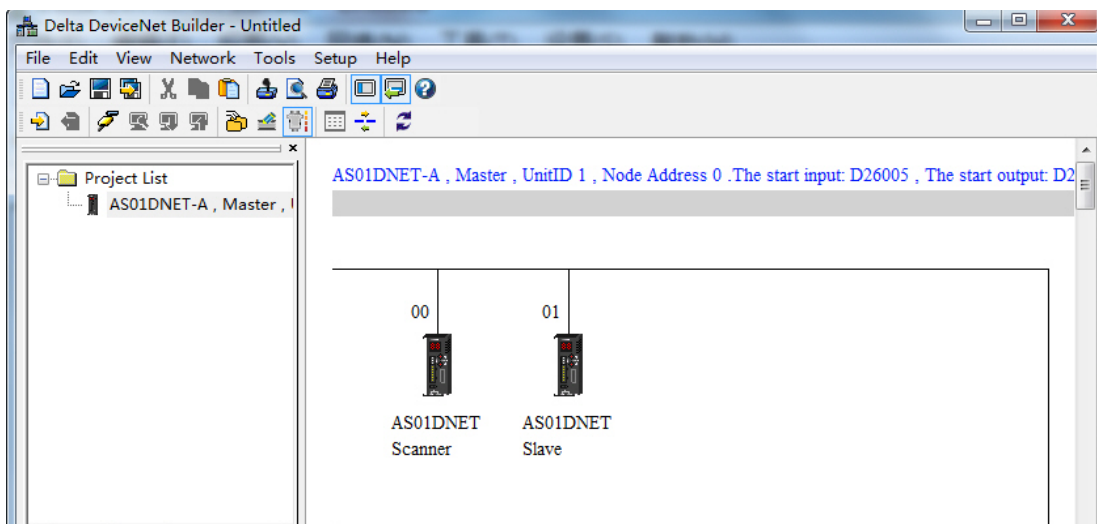 Delta DeviceNet Builder - Untitled
File Edit View Network Tools Setup Help
Project List
AS01DNET-A , Master ,
AS01DNET-A , Master , UnitID 1 , Node Address 0 .The start input: D26005 , The start output: D2
00 01
AS01DNET AS01DNET
Scanner Slave